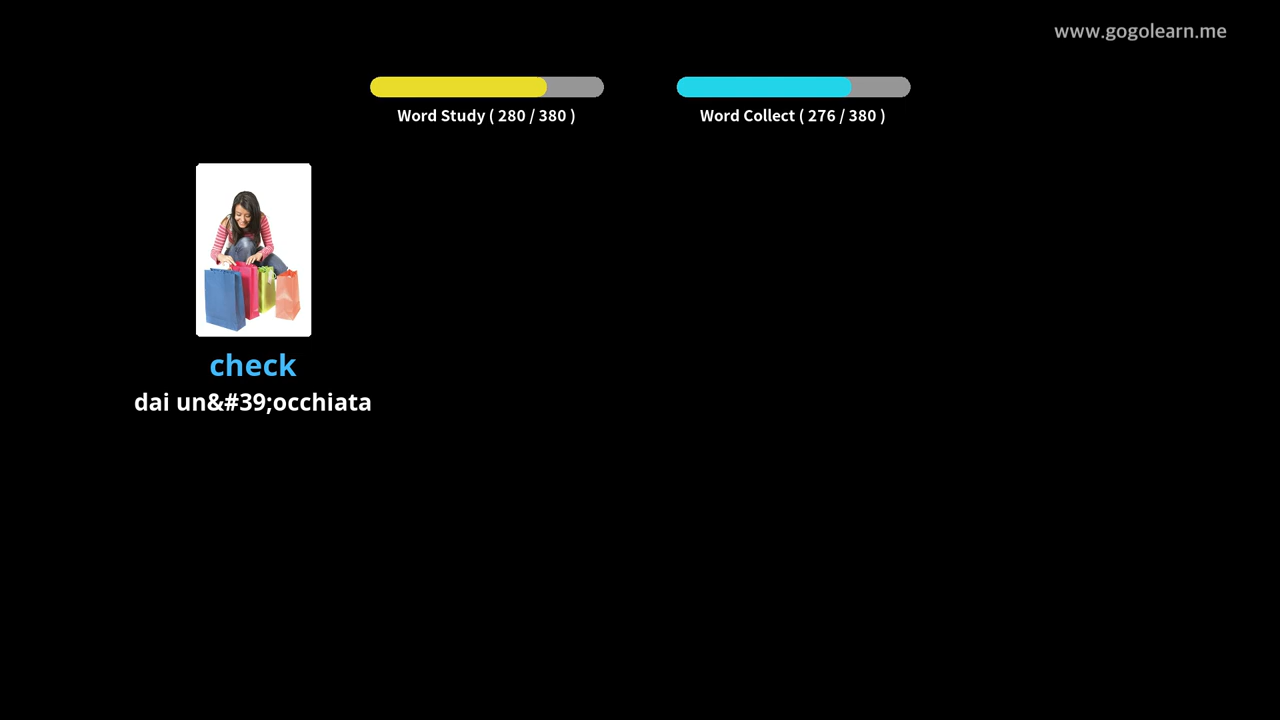 www.gogolearn.me
Word Study ( 280 / 380 )
Word Collect ( 276 / 380 )
check
dai un&#39;occhiata